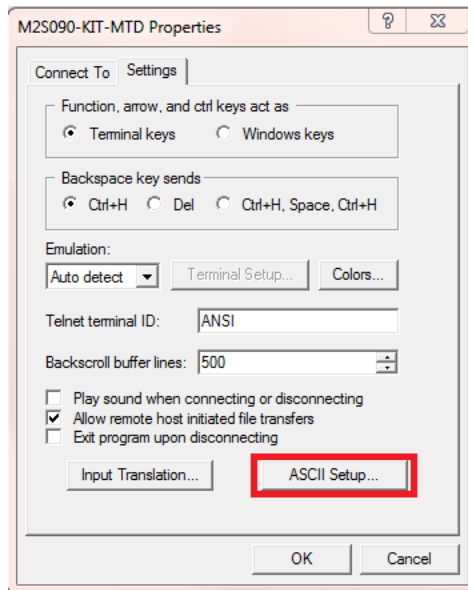 M2S090-KIT-MTD Properties
Connect To Settings
Function, arrow, and ctrl keys act as
Terminal keys Windows keys
Backspace key sends
Ctrl+H Del Ctrl+H, Space, Ctrl+H
Emulation:
Auto detect Terminal Setup... Colors...
Telnet terminal ID: ANSI
Backscroll buffer lines: 500
Play sound when connecting or disconnecting
Allow remote host initiated file transfers
Exit program upon disconnecting
Input Translation... ASCII Setup...
OK Cancel